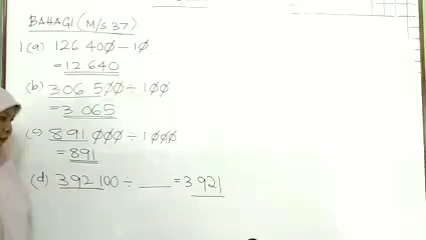 BAHAGI (M/S 37)
1 (a) 126 400 ÷ 10
= 12 640
(b) 306 500 ÷ 100
= 3 065
(c) 891 000 ÷ 1000
= 891
(d) 392 100 ÷ ___ = 3 921